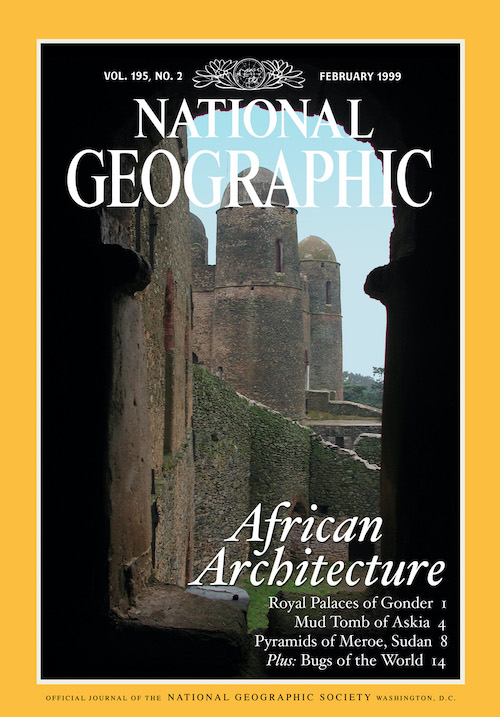 VOL. 195, NO. 2
FEBRUARY 1999
NATIONAL
GEOGRAPHIC
African
Architecture
Royal Palaces of Gonder 1
Mud Tomb of Askia 4
Pyramids of Meroe, Sudan 8
Plus: Bugs of the World 14
OFFICIAL JOURNAL OF THE NATIONAL GEOGRAPHIC SOCIETY WASHINGTON, D.C.